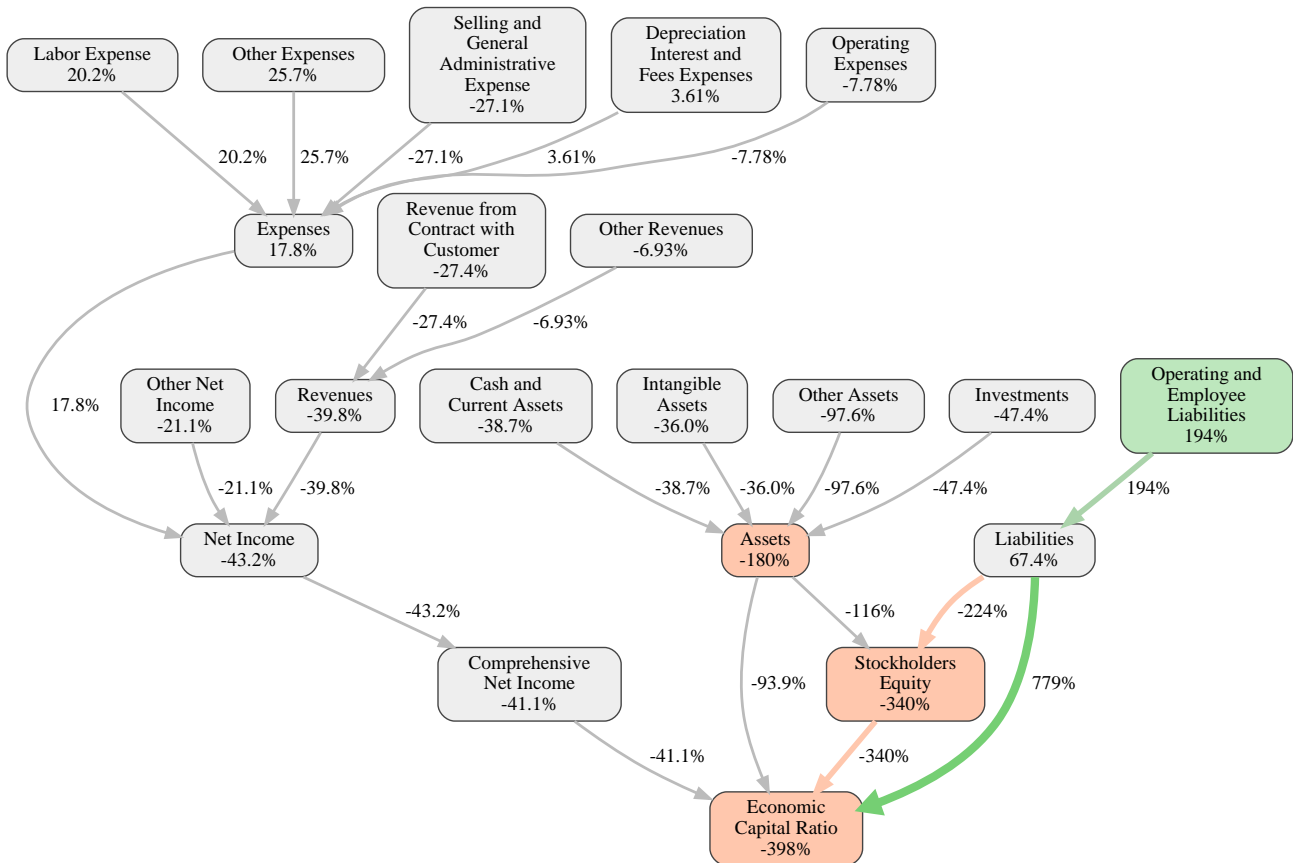 Labor Expense
20.2%
Other Expenses
25.7%
Selling and
General
Administrative
Expense
-27.1%
Depreciation
Interest and
Fees Expenses
3.61%
Operating
Expenses
-7.78%
20.2%
25.7%
-27.1%
3.61%
-7.78%
Expenses
17.8%
Revenue from
Contract with
Customer
-27.4%
Other Revenues
-6.93%
-27.4%
-6.93%
17.8%
Other Net
Income
-21.1%
Revenues
-39.8%
Cash and
Current Assets
-38.7%
Intangible
Assets
-36.0%
Other Assets
-97.6%
Investments
-47.4%
Operating and
Employee
Liabilities
194%
-21.1%
-39.8%
-38.7%
-36.0%
-97.6%
-47.4%
194%
Net Income
-43.2%
Assets
-180%
Liabilities
67.4%
-43.2%
-116%
-224%
Comprehensive
Net Income
-41.1%
-93.9%
Stockholders
Equity
-340%
779%
-41.1%
-340%
Economic
Capital Ratio
-398%